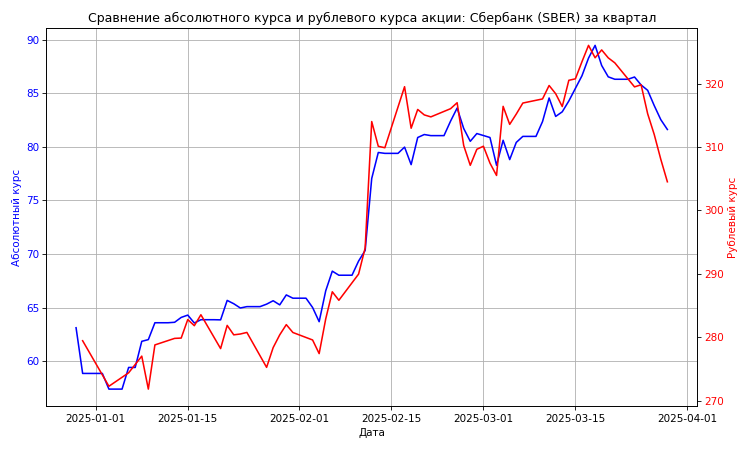 Сравнение абсолютного курса и рублевого курса акции: Сбербанк (SBER) за квартал
Абсолютный курс
90
85
80
75
70
65
60
320
310
300
290
280
270
Рублевый курс
2025-01-01 2025-01-15 2025-02-01 2025-02-15 2025-03-01 2025-03-15 2025-04-01
Дата